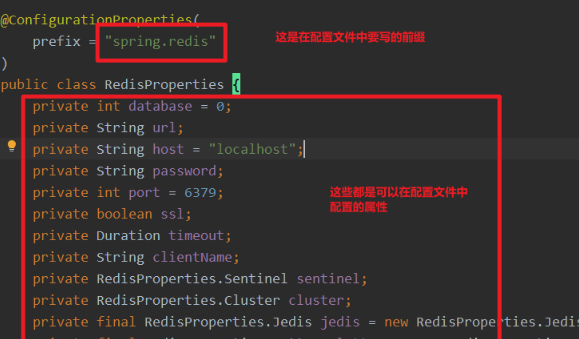 @ConfigurationProperties(
prefix = "spring.redis"
这是在配置文件中要写的前缀
)
public class RedisProperties {
private int database = 0;
private String url;
private String host = "localhost";
private String password;
private int port = 6379;
这些都是可以在配置文件中
配置的属性
private boolean ssl;
private Duration timeout;
private String clientName;
private RedisProperties.Sentinel sentinel;
private RedisProperties.Cluster cluster;
private final RedisProperties.Jedis jedis = new RedisProperties.Jedis